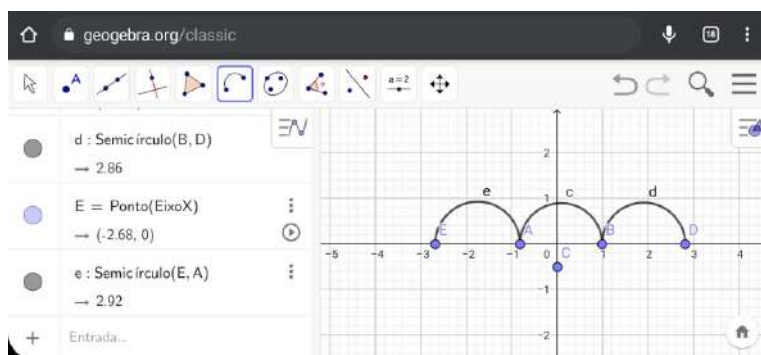 geogebra.org/classic
18
A
a=2
d : Semicírculo(B, D)
→ 2.86
E = Ponto(EixoX)
→ (-2.68, 0)
e : Semicírculo(E, A)
→ 2.92
+ Entrada...
2
e c d
1
E A B D
-5 -4 -3 -2 -1 0 C 1 2 3 4
-1
-2